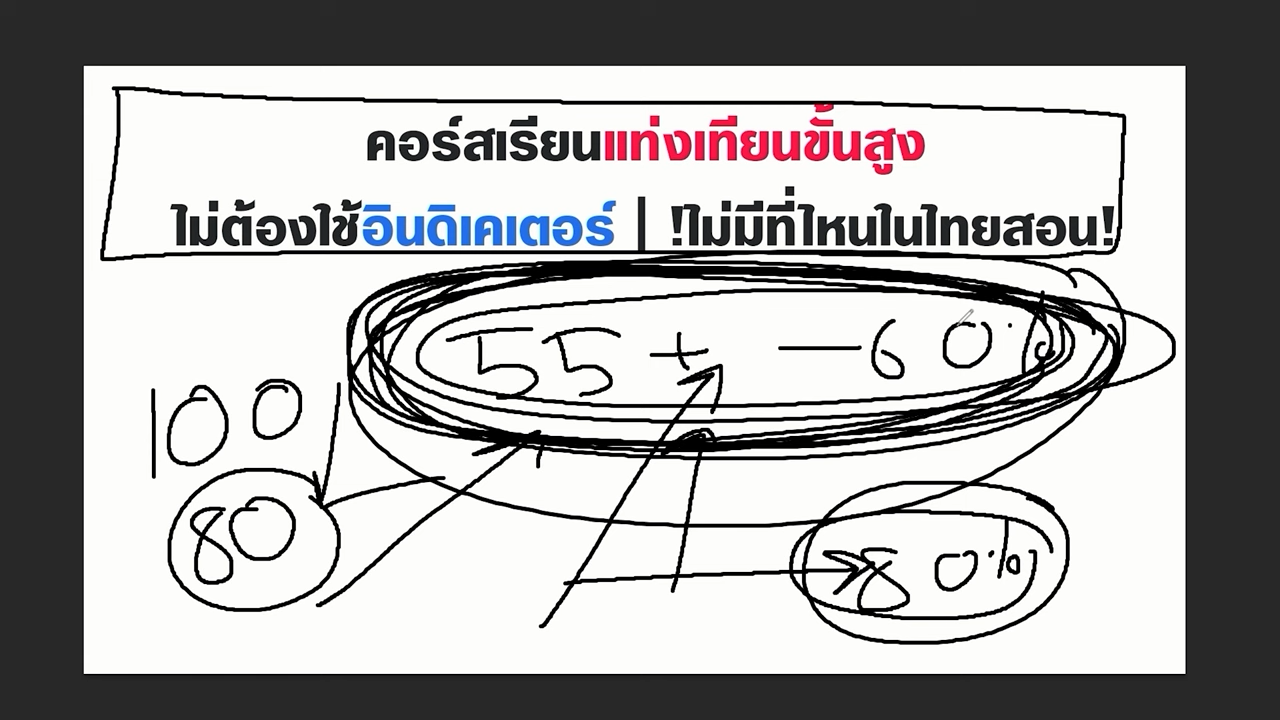 คอร์สเรียนแท่งเทียนขั้นสูง
ไม่ต้องใช้อินดิเคเตอร์ | !ไม่มีที่ไหนในไทยสอน!
55 + — 60%
100
80
80%